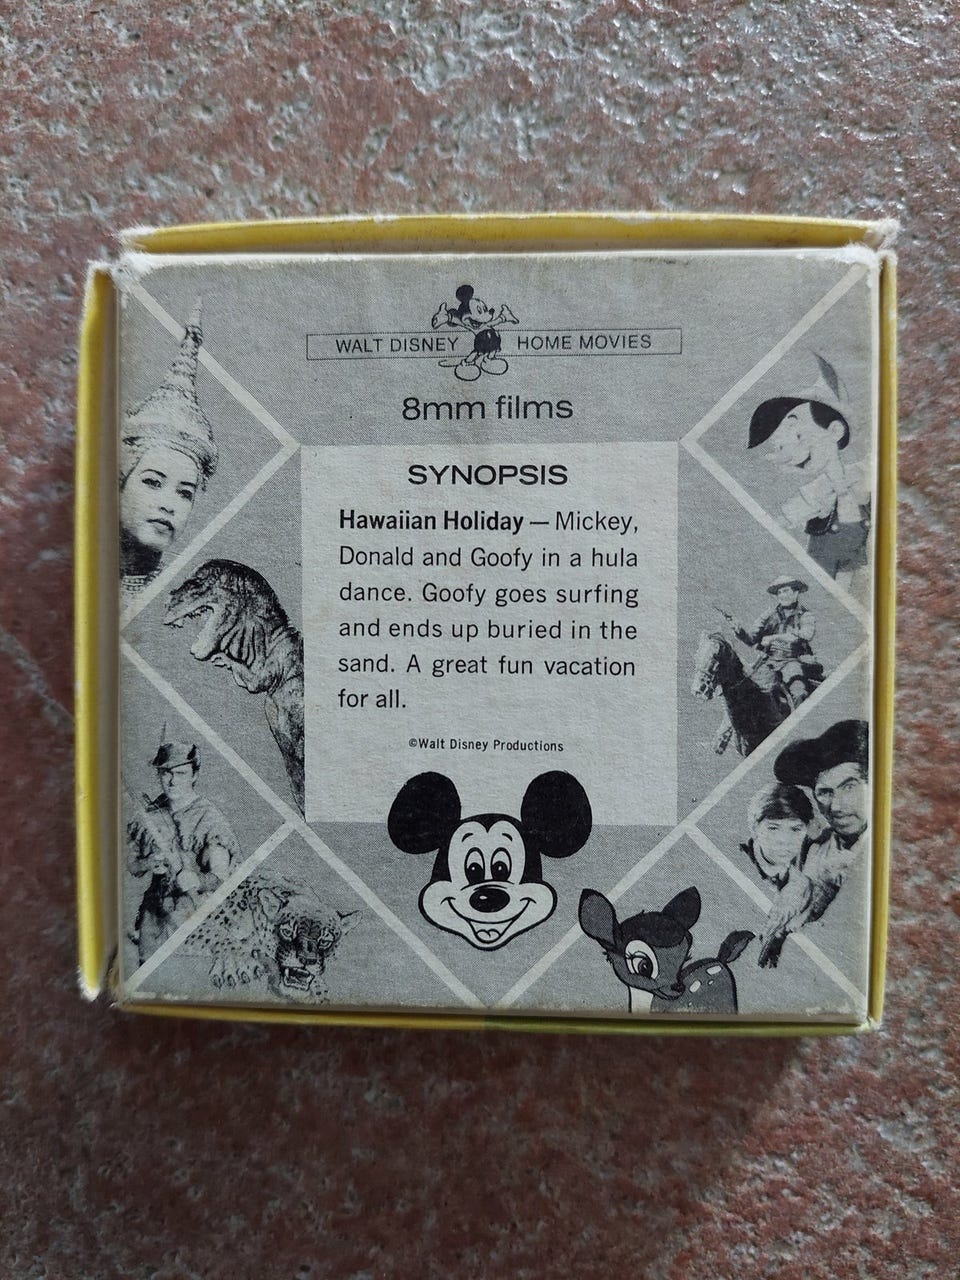 WALT DISNEY HOME MOVIES
8mm films
SYNOPSIS
Hawaiian Holiday — Mickey,
Donald and Goofy in a hula
dance. Goofy goes surfing
and ends up buried in the
sand. A great fun vacation
for all.
©Walt Disney Productions